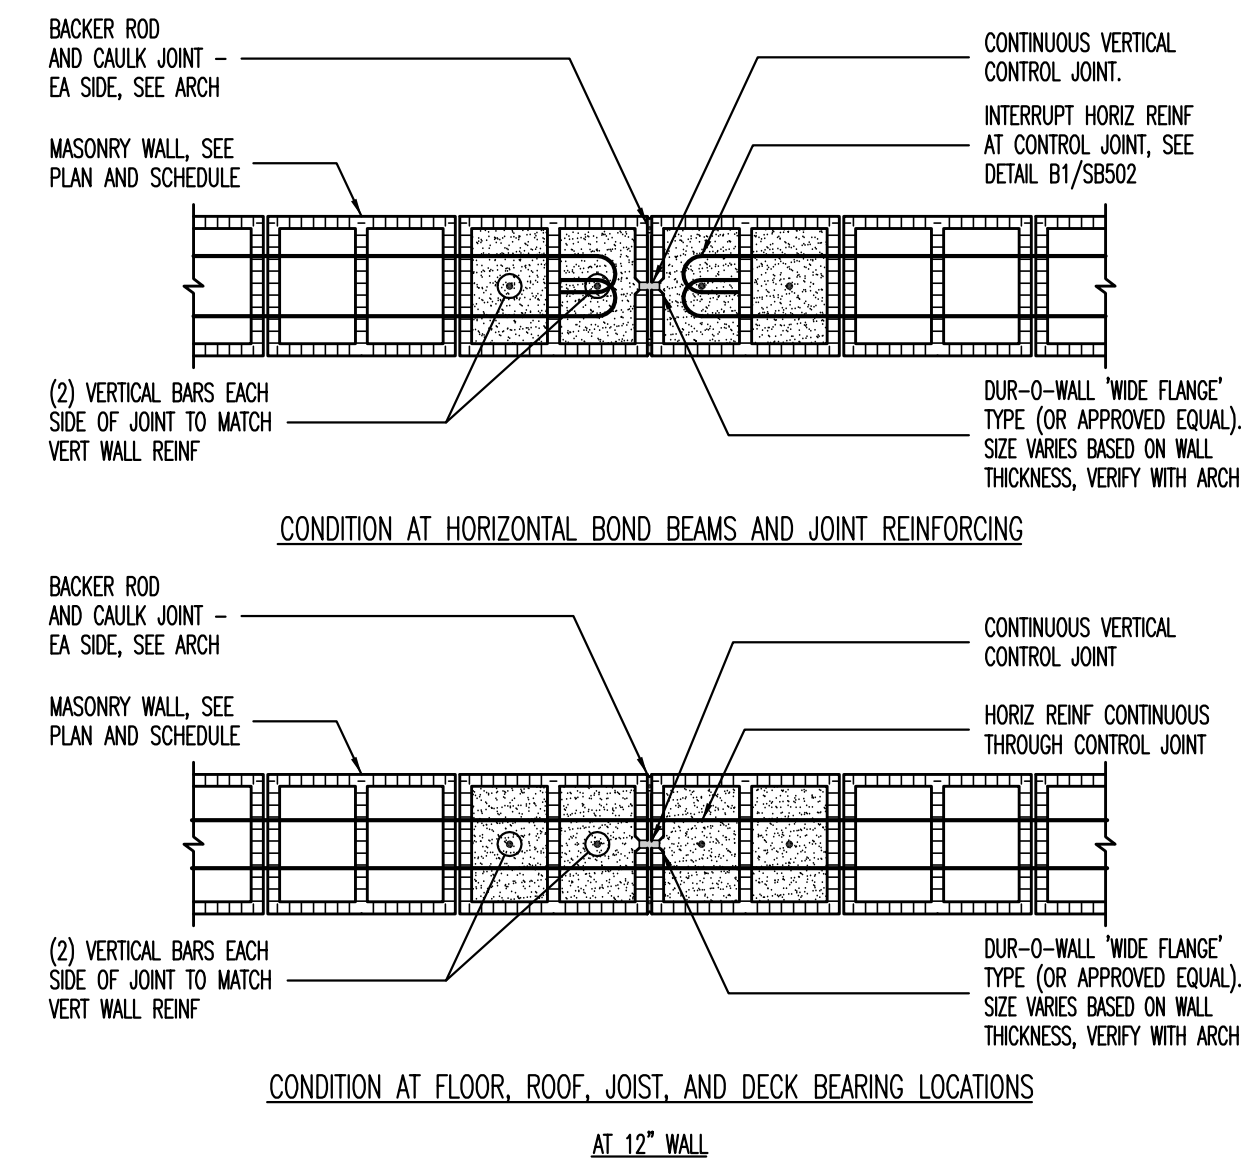 BACKER ROD
AND CAULK JOINT -
EA SIDE, SEE ARCH
MASONRY WALL, SEE
PLAN AND SCHEDULE
CONTINUOUS VERTICAL
CONTROL JOINT.
INTERRUPT HORIZ REINF
AT CONTROL JOINT, SEE
DETAIL B1/SB502
(2) VERTICAL BARS EACH
SIDE OF JOINT TO MATCH
VERT WALL REINF
DUR-O-WALL 'WIDE FLANGE'
TYPE (OR APPROVED EQUAL).
SIZE VARIES BASED ON WALL
THICKNESS, VERIFY WITH ARCH
CONDITION AT HORIZONTAL BOND BEAMS AND JOINT REINFORCING
BACKER ROD
AND CAULK JOINT -
EA SIDE, SEE ARCH
MASONRY WALL, SEE
PLAN AND SCHEDULE
CONTINUOUS VERTICAL
CONTROL JOINT
HORIZ REINF CONTINUOUS
THROUGH CONTROL JOINT
(2) VERTICAL BARS EACH
SIDE OF JOINT TO MATCH
VERT WALL REINF
DUR-O-WALL 'WIDE FLANGE'
TYPE (OR APPROVED EQUAL).
SIZE VARIES BASED ON WALL
THICKNESS, VERIFY WITH ARCH
CONDITION AT FLOOR, ROOF, JOIST, AND DECK BEARING LOCATIONS
AT 12" WALL